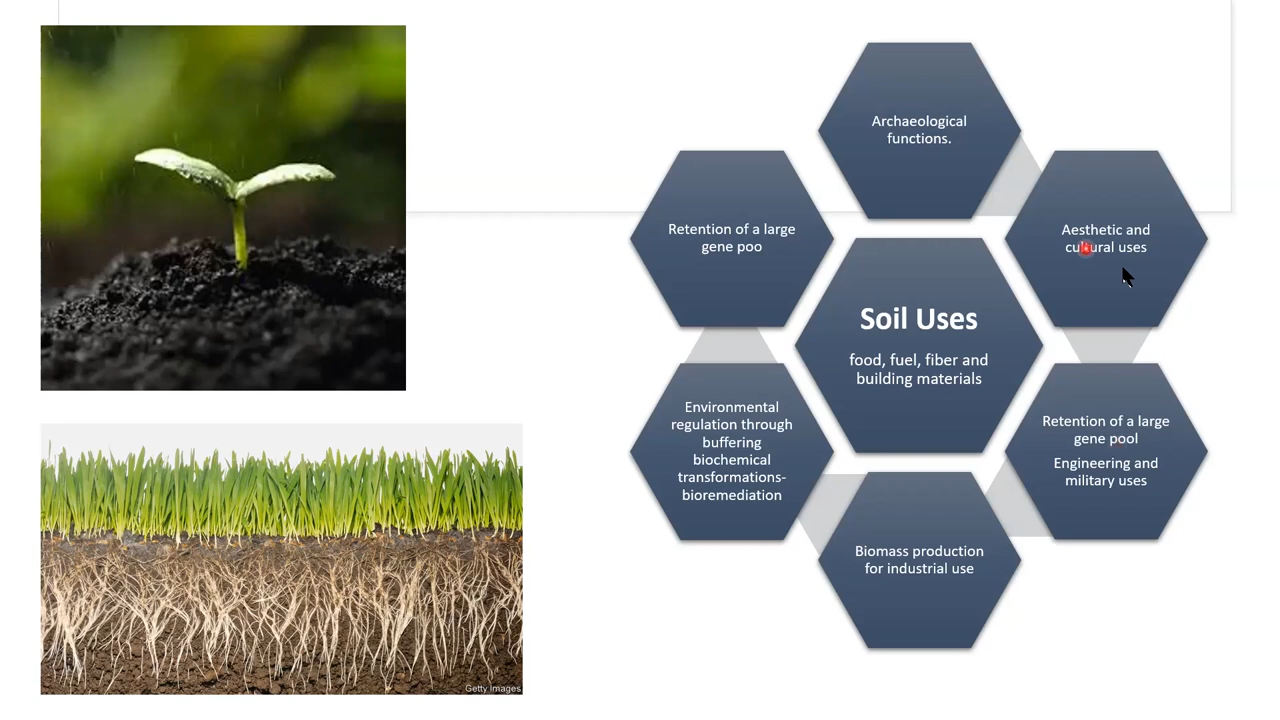 Archaeological
functions.
Aesthetic and
cultural uses
Retention of a large
gene poo
Soil Uses
food, fuel, fiber and
building materials
Retention of a large
gene pool
Engineering and
military uses
Environmental
regulation through
buffering
biochemical
transformations-
bioremediation
Biomass production
for industrial use
Getty Images